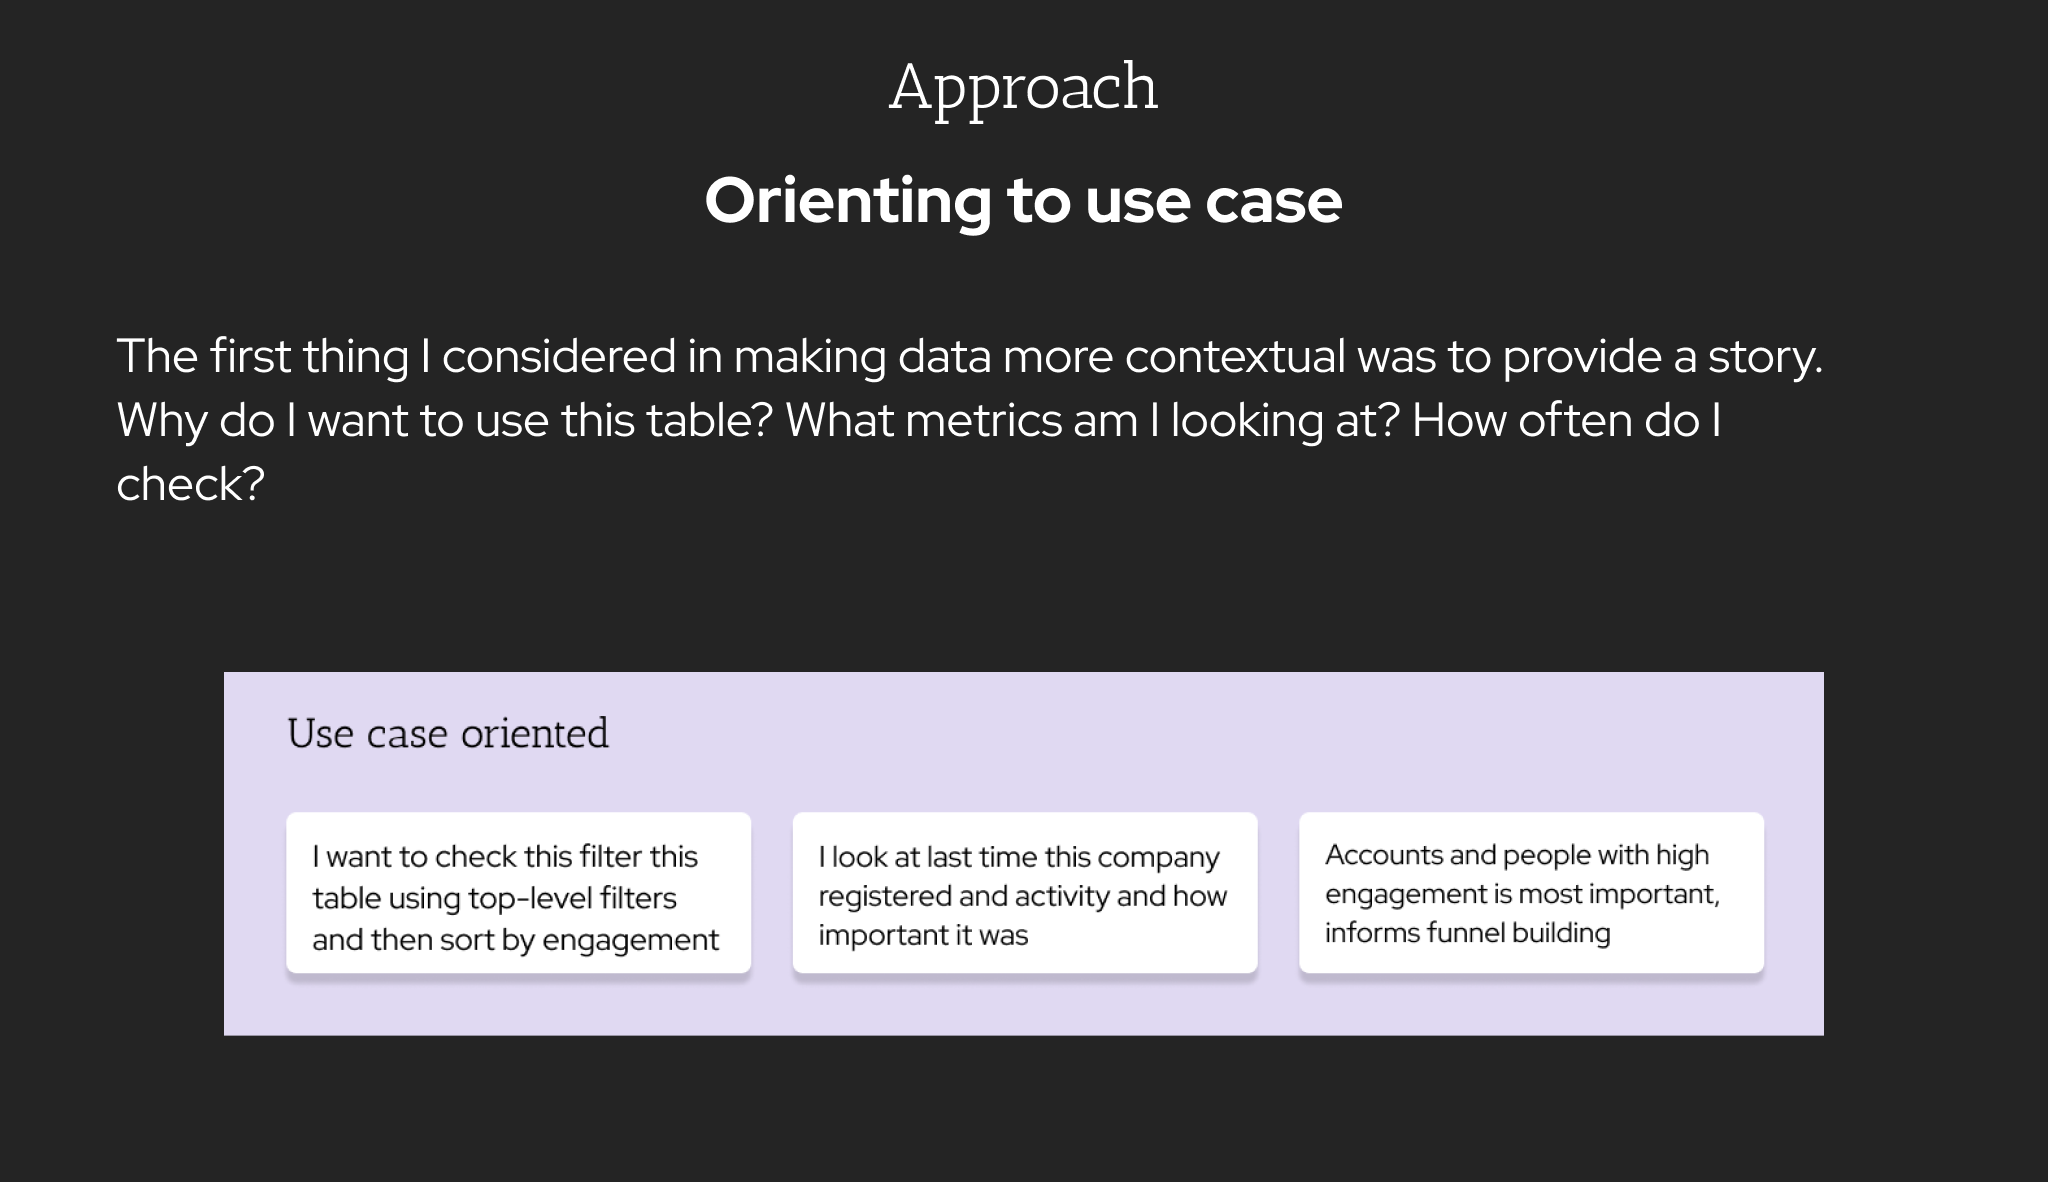 Approach
Orienting to use case
The first thing I considered in making data more contextual was to provide a story.
Why do I want to use this table? What metrics am I looking at? How often do I
check?
Use case oriented
I want to check this filter this
table using top-level filters
and then sort by engagement
I look at last time this company
registered and activity and how
important it was
Accounts and people with high
engagement is most important,
informs funnel building